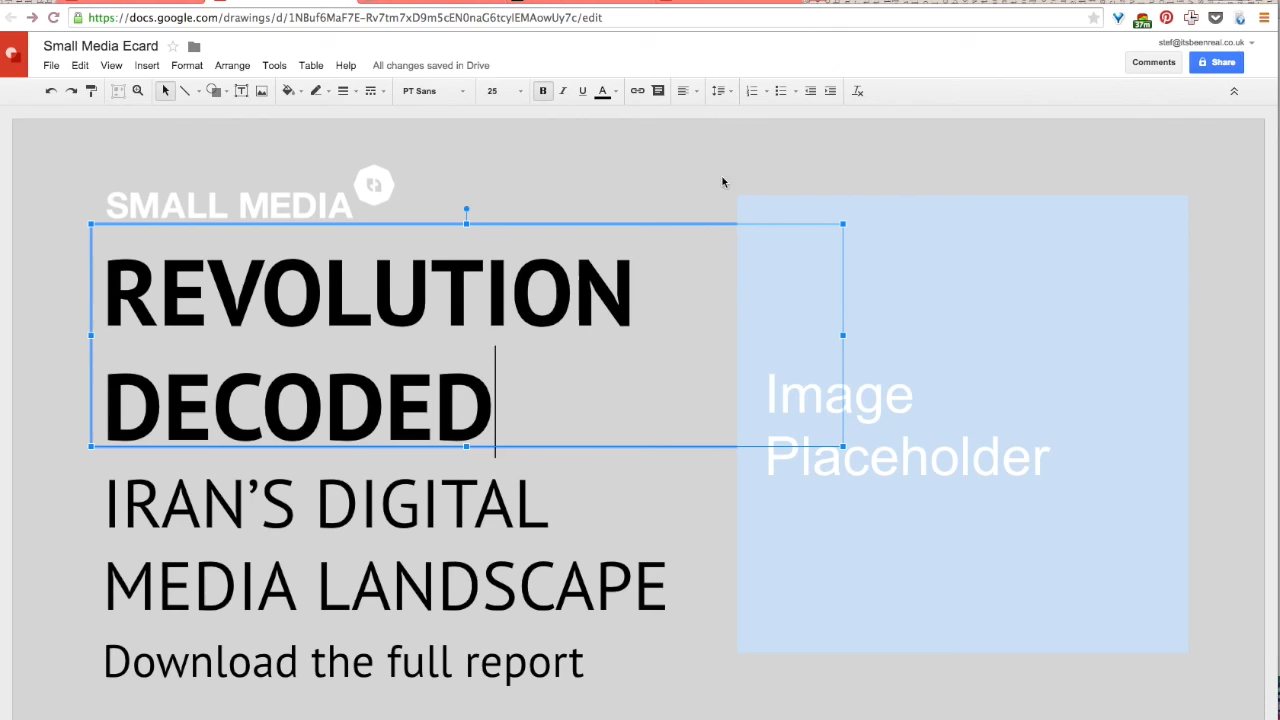 https://docs.google.com/drawings/d/1NBuf6MaF7E-Rv7tm7xD9m5cEN0naG6tcylEMAowUy7c/edit
37m
Small Media Ecard
stef@itsbeenreal.co.uk
File Edit View Insert Format Arrange Tools Table Help All changes saved in Drive
Comments Share
PT Sans 25 B I U A
SMALL MEDIA
REVOLUTION
DECODED
Image
Placeholder
IRAN’S DIGITAL
MEDIA LANDSCAPE
Download the full report